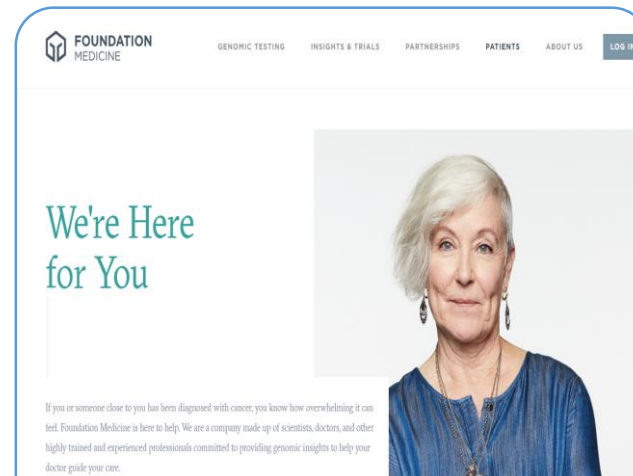 FOUNDATION
MEDICINE
GENOMIC TESTING
INSIGHTS & TRIALS
PARTNERSHIPS
PATIENTS
ABOUT US
LOG IN
We're Here
for You
If you or someone close to you has been diagnosed with cancer, you know how overwhelming it can
feel. Foundation Medicine is here to help. We are a company made up of scientists, doctors, and other
highly trained and experienced professionals committed to providing genomic insights to help your
doctor guide your care.